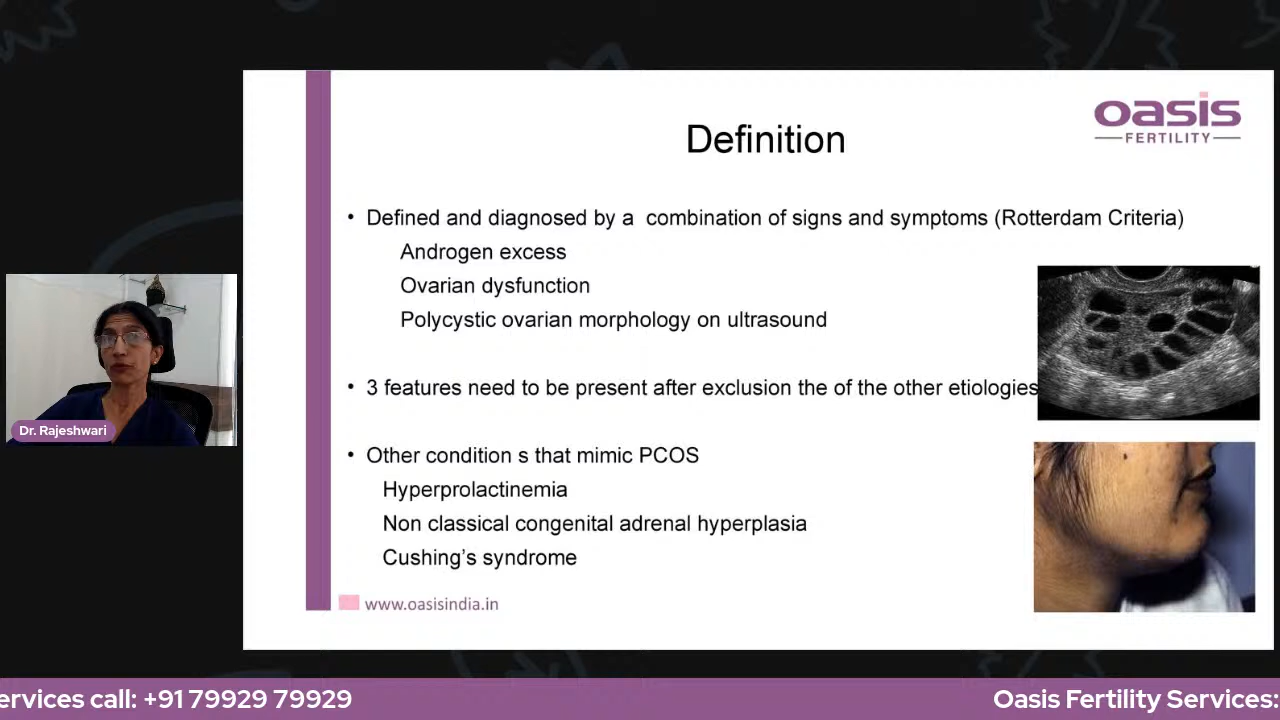 oasis
FERTILITY
Definition
• Defined and diagnosed by a combination of signs and symptoms (Rotterdam Criteria)
Androgen excess
Ovarian dysfunction
Polycystic ovarian morphology on ultrasound
• 3 features need to be present after exclusion the of the other etiologies
• Other condition s that mimic PCOS
Hyperprolactinemia
Non classical congenital adrenal hyperplasia
Cushing's syndrome
www.oasisindia.in
Dr. Rajeshwari
ervices call: +91 79929 79929
Oasis Fertility Services: